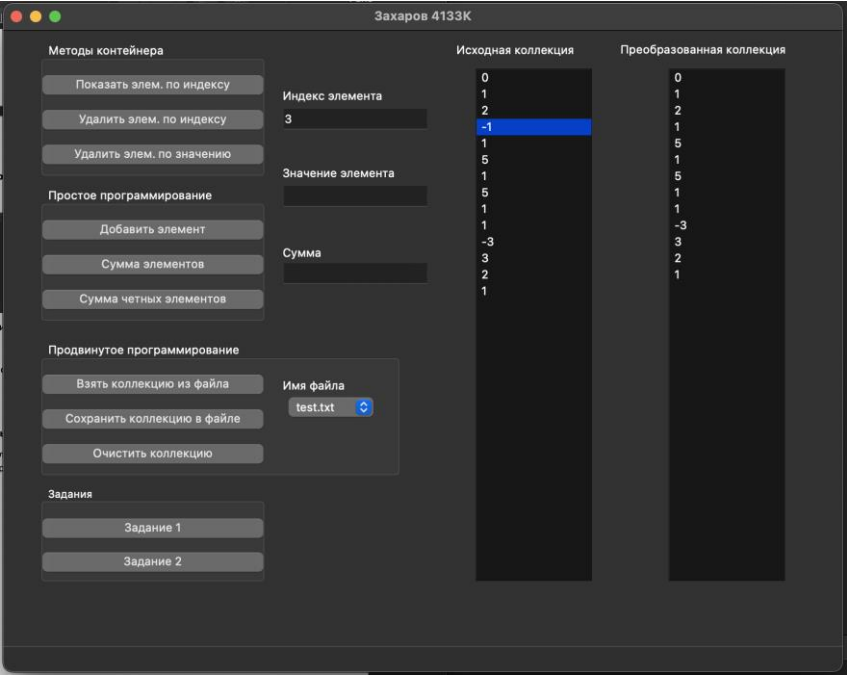 Захаров 4133К
Методы контейнера
Показать элем. по индексу
Удалить элем. по индексу
Удалить элем. по значению
Простое программирование
Добавить элемент
Сумма элементов
Сумма четных элементов
Продвинутое программирование
Взять коллекцию из файла
Сохранить коллекцию в файле
Очистить коллекцию
Имя файла
test.txt
Задания
Задание 1
Задание 2
Индекс элемента
3
Значение элемента
Сумма
Исходная коллекция
0
1
2
-1
1
5
1
5
1
1
-3
3
2
1
Преобразованная коллекция
0
1
2
1
5
1
5
1
1
-3
3
2
1